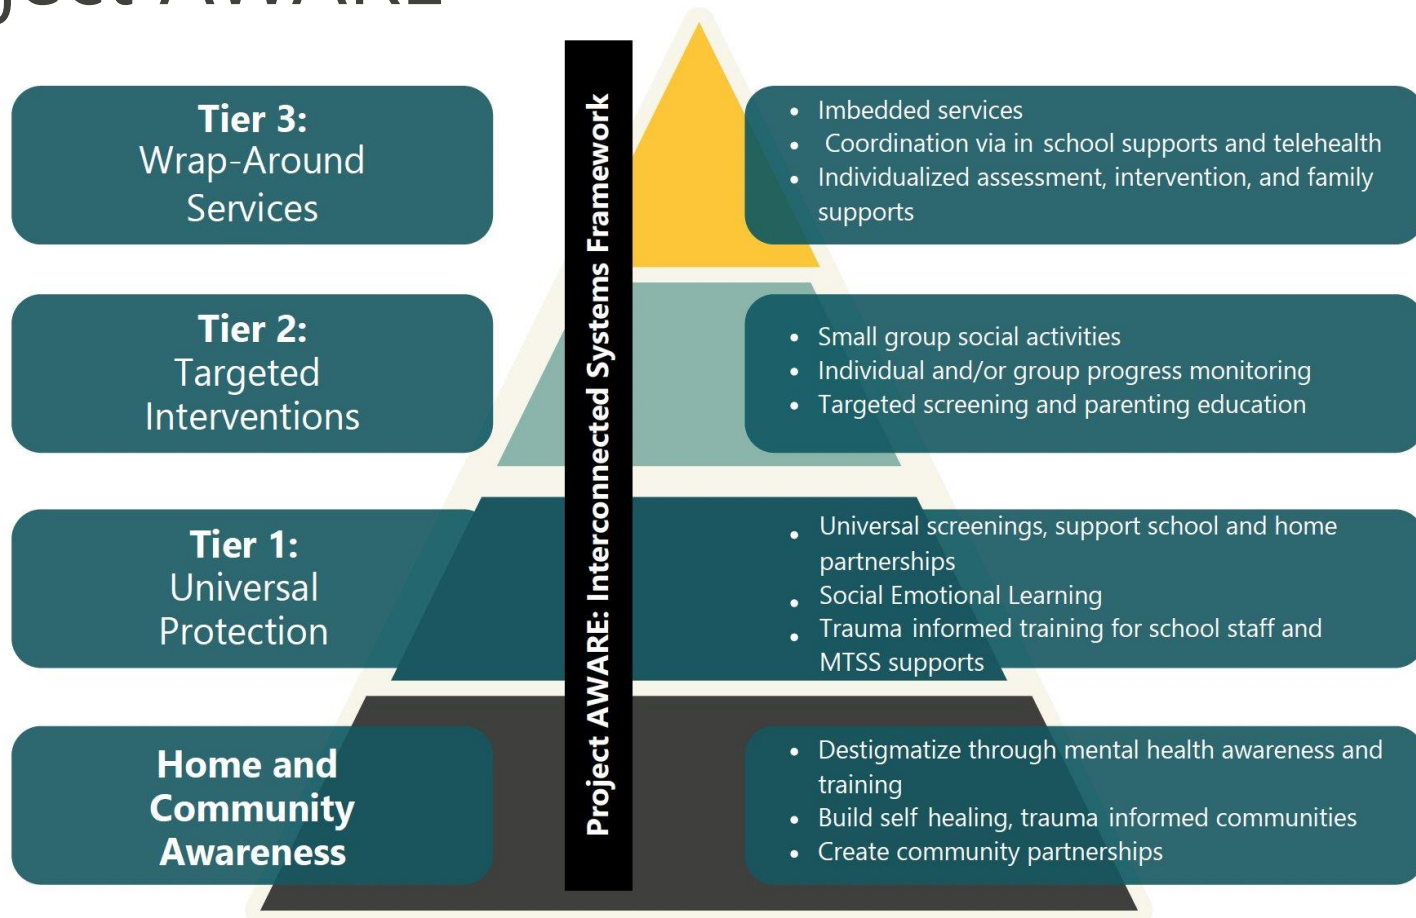 ject AWARE
Tier 3:
Wrap-Around
Services
• Imbedded services
• Coordination via in school supports and telehealth
• Individualized assessment, intervention, and family
supports
Project AWARE: Interconnected Systems Framework
Tier 2:
Targeted
Interventions
• Small group social activities
• Individual and/or group progress monitoring
• Targeted screening and parenting education
Tier 1:
Universal
Protection
• Universal screenings, support school and home
partnerships
• Social Emotional Learning
• Trauma informed training for school staff and
MTSS supports
Home and
Community
Awareness
• Destigmatize through mental health awareness and
training
• Build self healing, trauma informed communities
• Create community partnerships